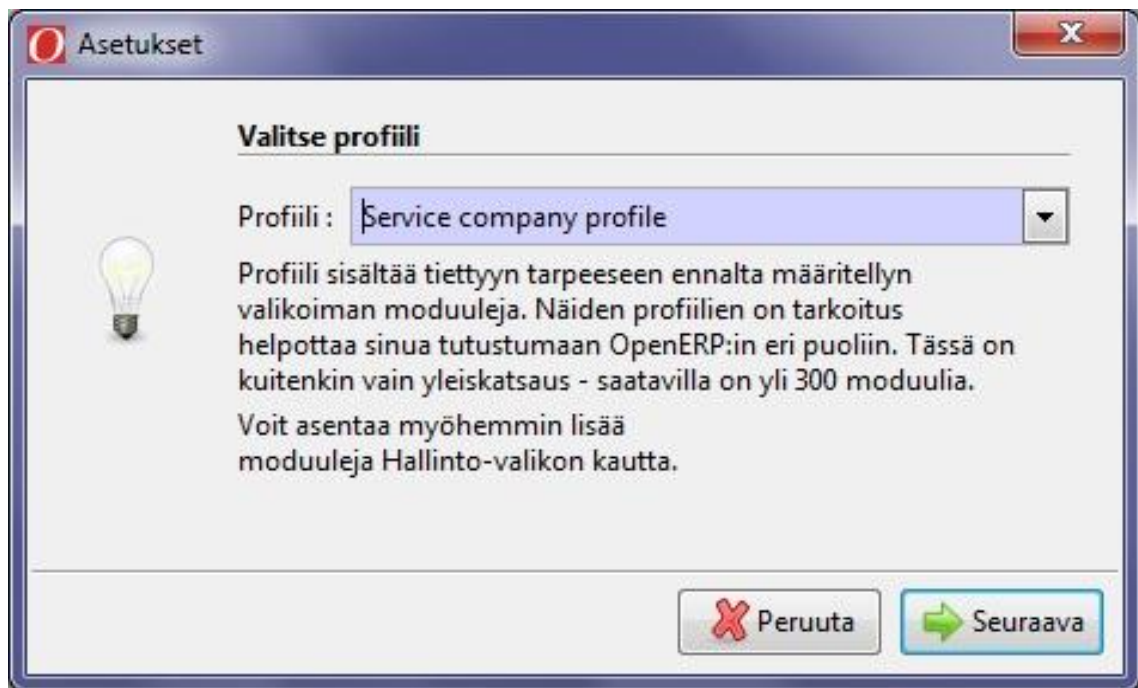 Asetukset
Valitse profiili
Profiili : Service company profile
Profiili sisältää tiettyyn tarpeeseen ennalta määritellyn
valikoiman moduuleja. Näiden profiilien on tarkoitus
helpottaa sinua tutustumaan OpenERP:in eri puoliin. Tässä on
kuitenkin vain yleiskatsaus - saatavilla on yli 300 moduulia.
Voit asentaa myöhemmin lisää
moduuleja Hallinto-valikon kautta.
Peruuta Seuraava